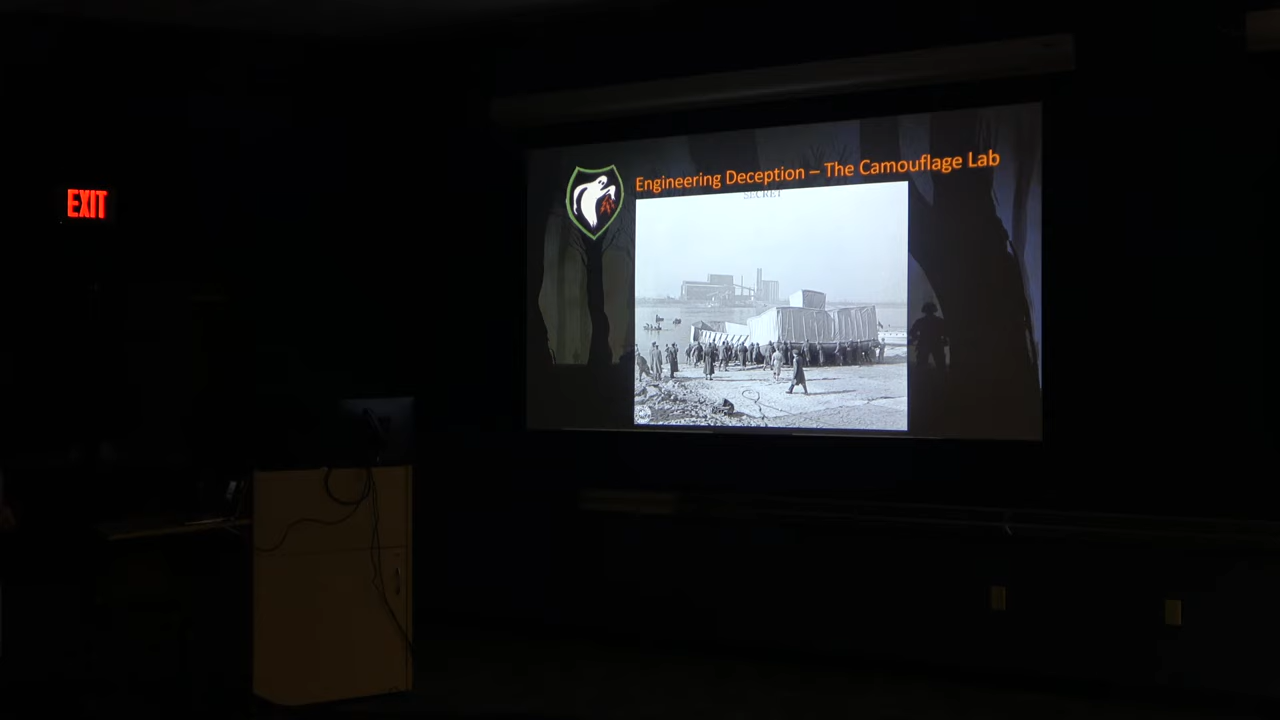 EXIT
Engineering Deception – The Camouflage Lab
SECRET